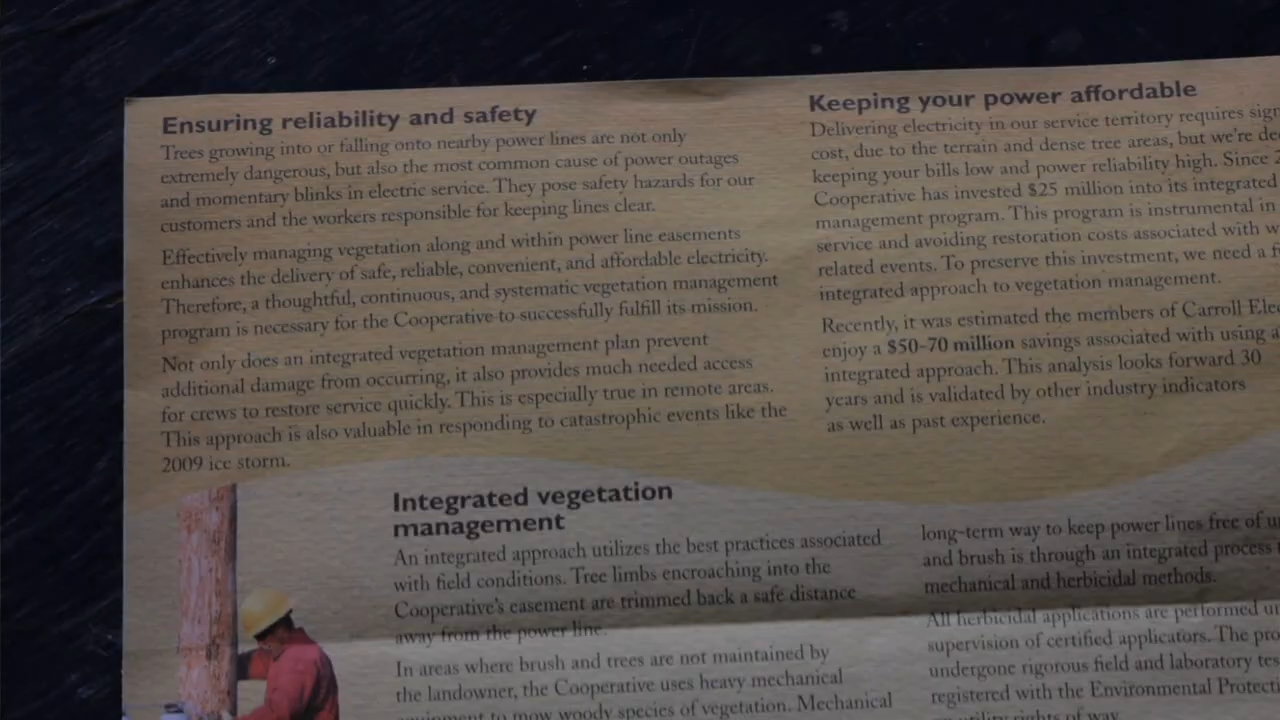 Ensuring reliability and safety
Trees growing into or falling onto nearby power lines are not only
extremely dangerous, but also the most common cause of power outages
and momentary blinks in electric service. They pose safety hazards for our
customers and the workers responsible for keeping lines clear.
Effectively managing vegetation along and within power line easements
enhances the delivery of safe, reliable, convenient, and affordable electricity.
Therefore, a thoughtful, continuous, and systematic vegetation management
program is necessary for the Cooperative to successfully fulfill its mission.
Not only does an integrated vegetation management plan prevent
additional damage from occurring, it also provides much needed access
for crews to restore service quickly. This is especially true in remote areas.
This approach is also valuable in responding to catastrophic events like the
2009 ice storm.
Keeping your power affordable
Delivering electricity in our service territory requires
cost, due to the terrain and dense tree areas, but we're
keeping your bills low and power reliability high. Since
Cooperative has invested $25 million into its integrated
management program. This program is instrumental in
service and avoiding restoration costs associated with
related events. To preserve this investment, we need a
integrated approach to vegetation management.
Recently, it was estimated the members of Carroll
enjoy a $50-70 million savings associated with using
integrated approach. This analysis looks forward 30
years and is validated by other industry indicators
as well as past experience.
Integrated vegetation
management
An integrated approach utilizes the best practices associated
with field conditions. Tree limbs encroaching into the
Cooperative's easement are trimmed back a safe distance
away from the power line.
In areas where brush and trees are not maintained by
the landowner, the Cooperative uses heavy mechanical
equipment to mow woody species of vegetation. Mechanical
long-term way to keep power lines free of
and brush is through an integrated process
mechanical and herbicidal methods.
All herbicidal applications are performed
supervision of certified applicators. The
undergone rigorous field and laboratory
registered with the Environmental
utility rights of way